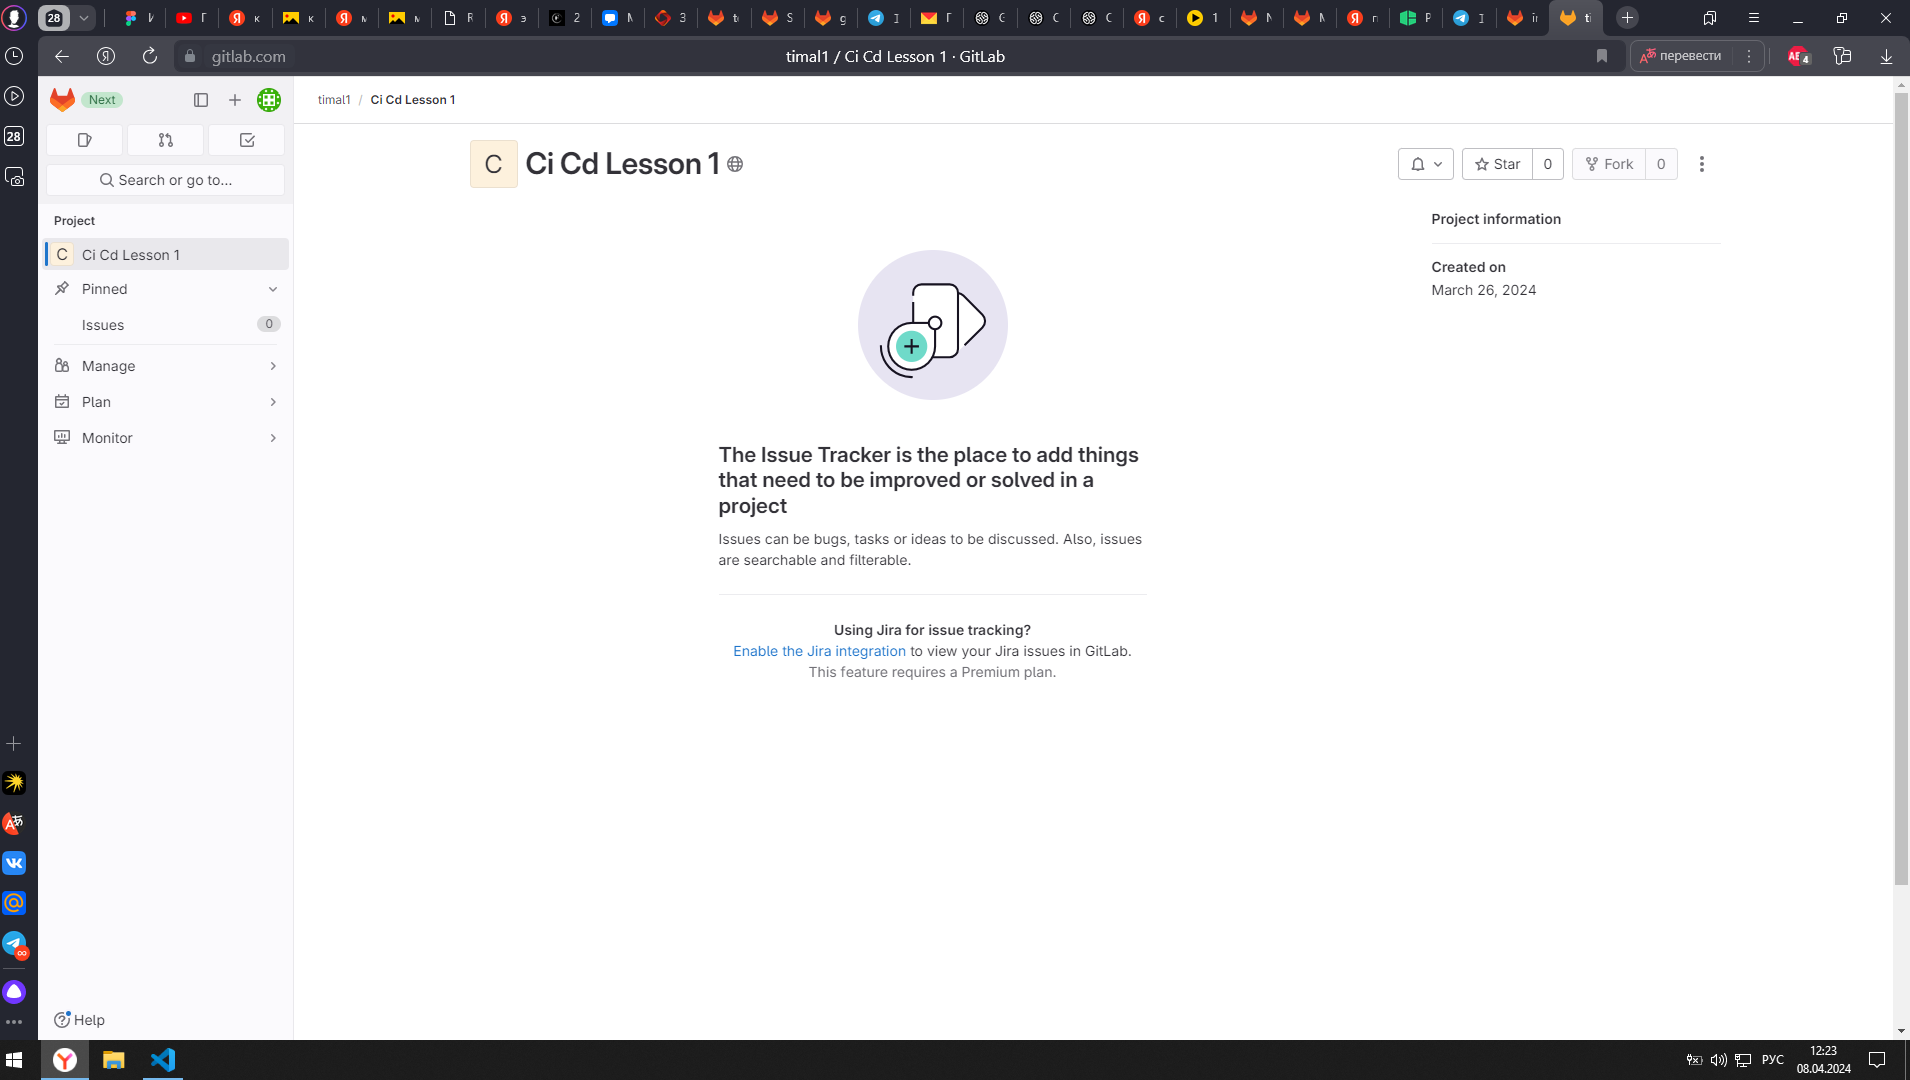 28
gitlab.com
timal1 / Ci Cd Lesson 1 · GitLab
перевести
4
28
Next
timal1 / Ci Cd Lesson 1
C
Ci Cd Lesson 1
Star
0
Fork
0
Search or go to...
Project
C
Ci Cd Lesson 1
Pinned
Issues
0
Manage
Plan
Monitor
Project information
Created on
March 26, 2024
The Issue Tracker is the place to add things
that need to be improved or solved in a
project
Issues can be bugs, tasks or ideas to be discussed. Also, issues
are searchable and filterable.
Using Jira for issue tracking?
Enable the Jira integration to view your Jira issues in GitLab.
This feature requires a Premium plan.
Help
РУС
12:23
08.04.2024